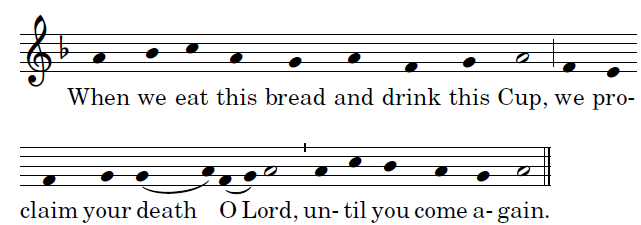 When we eat this bread and drink this Cup, we pro-
claim your death O Lord, un- til you come a- gain.